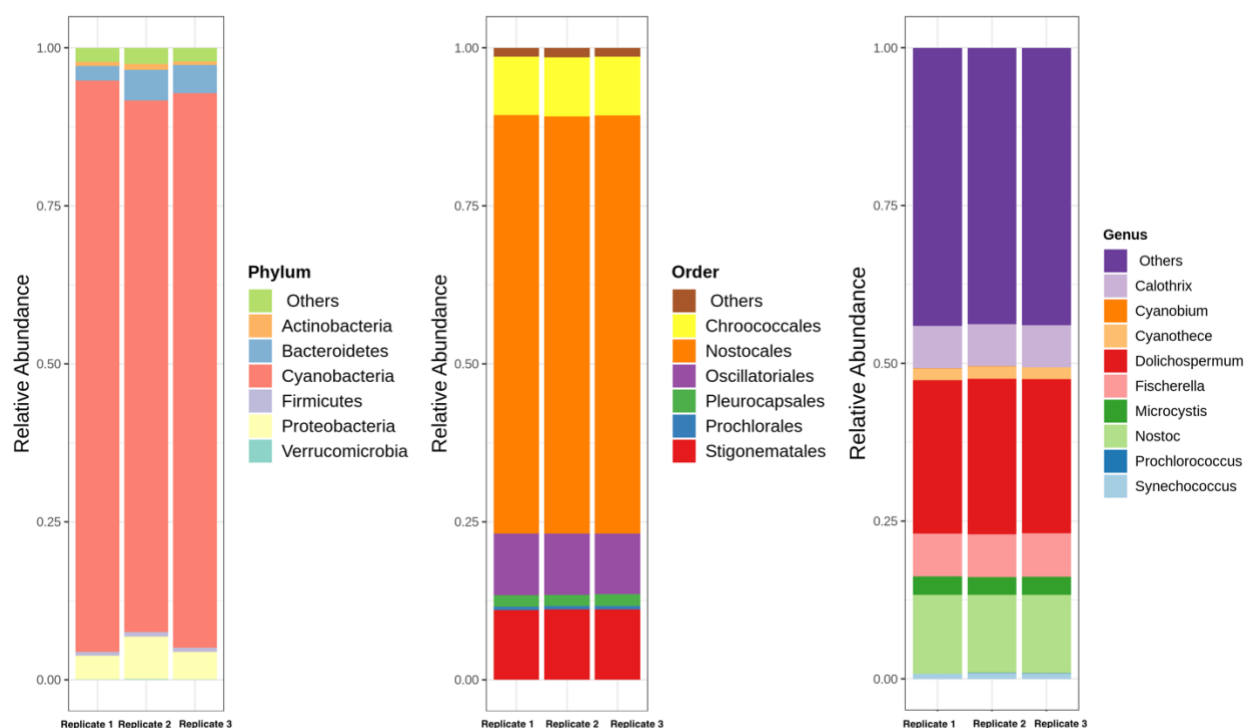 Relative Abundance
1.00
0.75
0.50
0.25
0.00
Replicate 1 Replicate 2 Replicate 3
Phylum
Others
Actinobacteria
Bacteroidetes
Cyanobacteria
Firmicutes
Proteobacteria
Verrucomicrobia
Relative Abundance
1.00
0.75
0.50
0.25
0.00
Replicate 1 Replicate 2 Replicate 3
Order
Others
Chroococcales
Nostocales
Oscillatoriales
Pleurocapsales
Prochlorales
Stigonematales
Relative Abundance
1.00
0.75
0.50
0.25
0.00
Replicate 1 Replicate 2 Replicate 3
Genus
Others
Calothrix
Cyanobium
Cyanothece
Dolichospermum
Fischerella
Microcystis
Nostoc
Prochlorococcus
Synechococcus